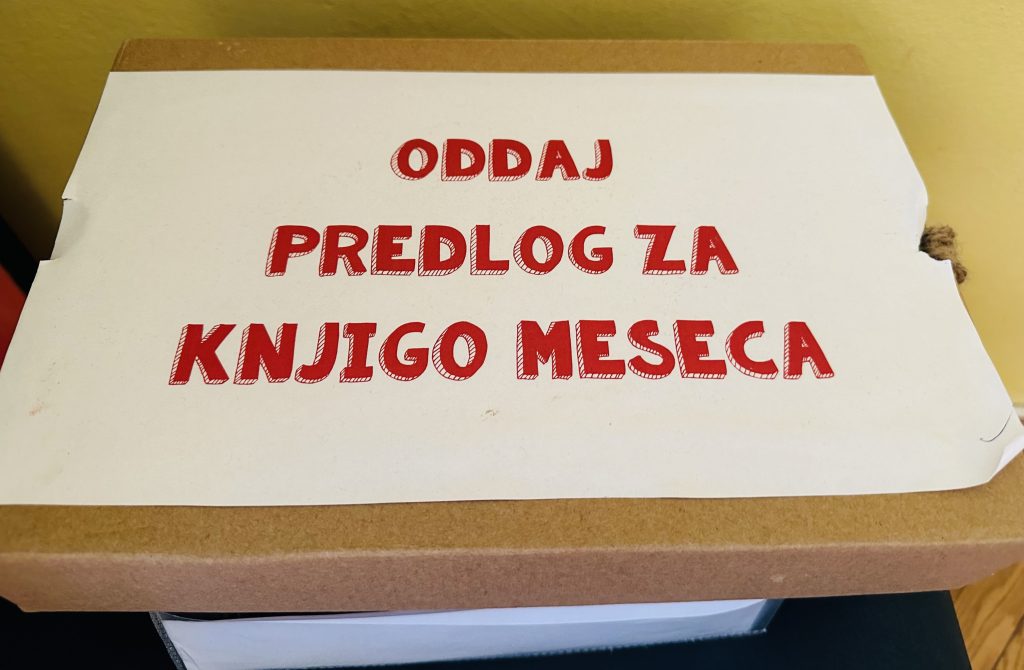 ODDAJ
PREDLOG ZA
KNJIGO MESECA